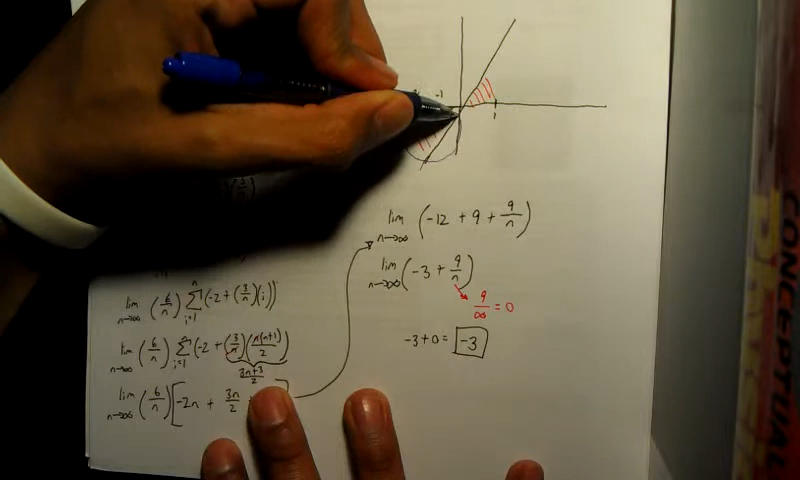 -1
1
lim n→∞ (6/n) n Σ i=1 (-2 + (3/n)(i))
lim n→∞ (6/n) n Σ i=1 (-2 + (3/n)(n(n+1)/2)
3n+3/2
lim n→∞ (6/n) [-2n + 3n/2
lim n→∞ (-12 + 9 + 9/n)
lim n→∞ (-3 + 9/n)
9/∞ = 0
-3+0 = -3
CONCEPTUAL